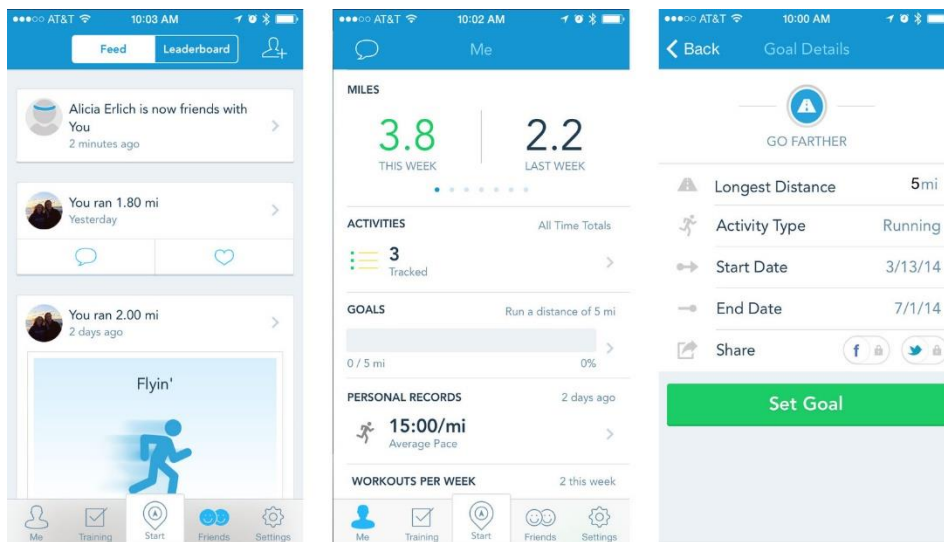 AT&T 10:03 AM
Feed Leaderboard
Alicia Erlich is now friends with
You
2 minutes ago
You ran 1.80 mi
Yesterday
You ran 2.00 mi
2 days ago
Flyin'
Me Training Start Friends Settings
AT&T 10:02 AM
Me
MILES
3.8 2.2
THIS WEEK LAST WEEK
ACTIVITIES All Time Totals
3
Tracked
GOALS Run a distance of 5 mi
0 / 5 mi 0%
PERSONAL RECORDS 2 days ago
15:00/mi
Average Pace
WORKOUTS PER WEEK 2 this week
Me Training Start Friends Settings
AT&T 10:00 AM
Back Goal Details
GO FARTHER
Longest Distance 5mi
Activity Type Running
Start Date 3/13/14
End Date 7/1/14
Share f
Set Goal